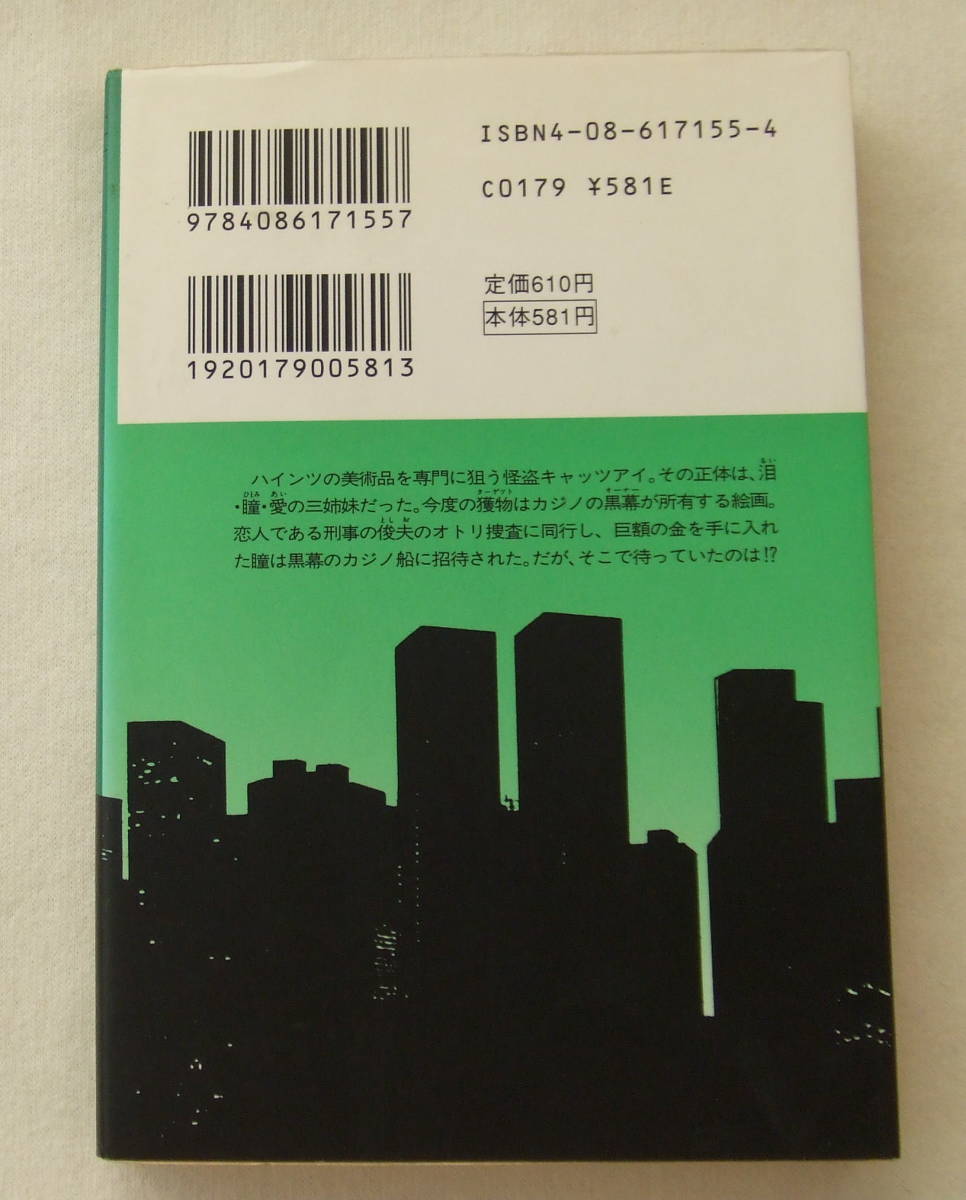 ISBN4-08-617155-4
9784086171557
C0179 ¥581E
定価610円
本体581円
1920179005813
ハインツの美術品を専門に狙う怪盗キャッツアイ。その正体は、泪
・瞳・愛の三姉妹だった。今度の獲物はカジノの黒幕が所有する絵画。
恋人である刑事の俊夫のオトリ捜査に同行し、巨額の金を手に入れ
た瞳は黒幕のカジノ船に招待された。だが、そこで待っていたのは!?